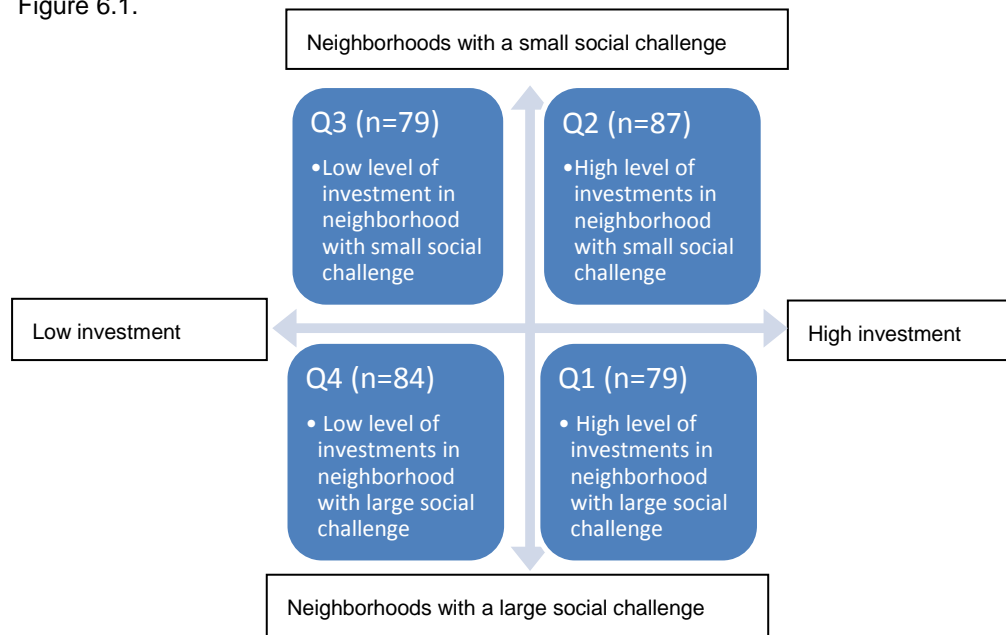 Figure 6.1.
Neighborhoods with a small social challenge
Q3 (n=79)
•Low level of
investment in
neighborhood
with small social
challenge
Q2 (n=87)
•High level of
investments in
neighborhood
with small social
challenge
Low investment
High investment
Q4 (n=84)
• Low level of
investments in
neighborhood
with large social
challenge
Q1 (n=79)
• High level of
investments in
neighborhood
with large social
challenge
Neighborhoods with a large social challenge